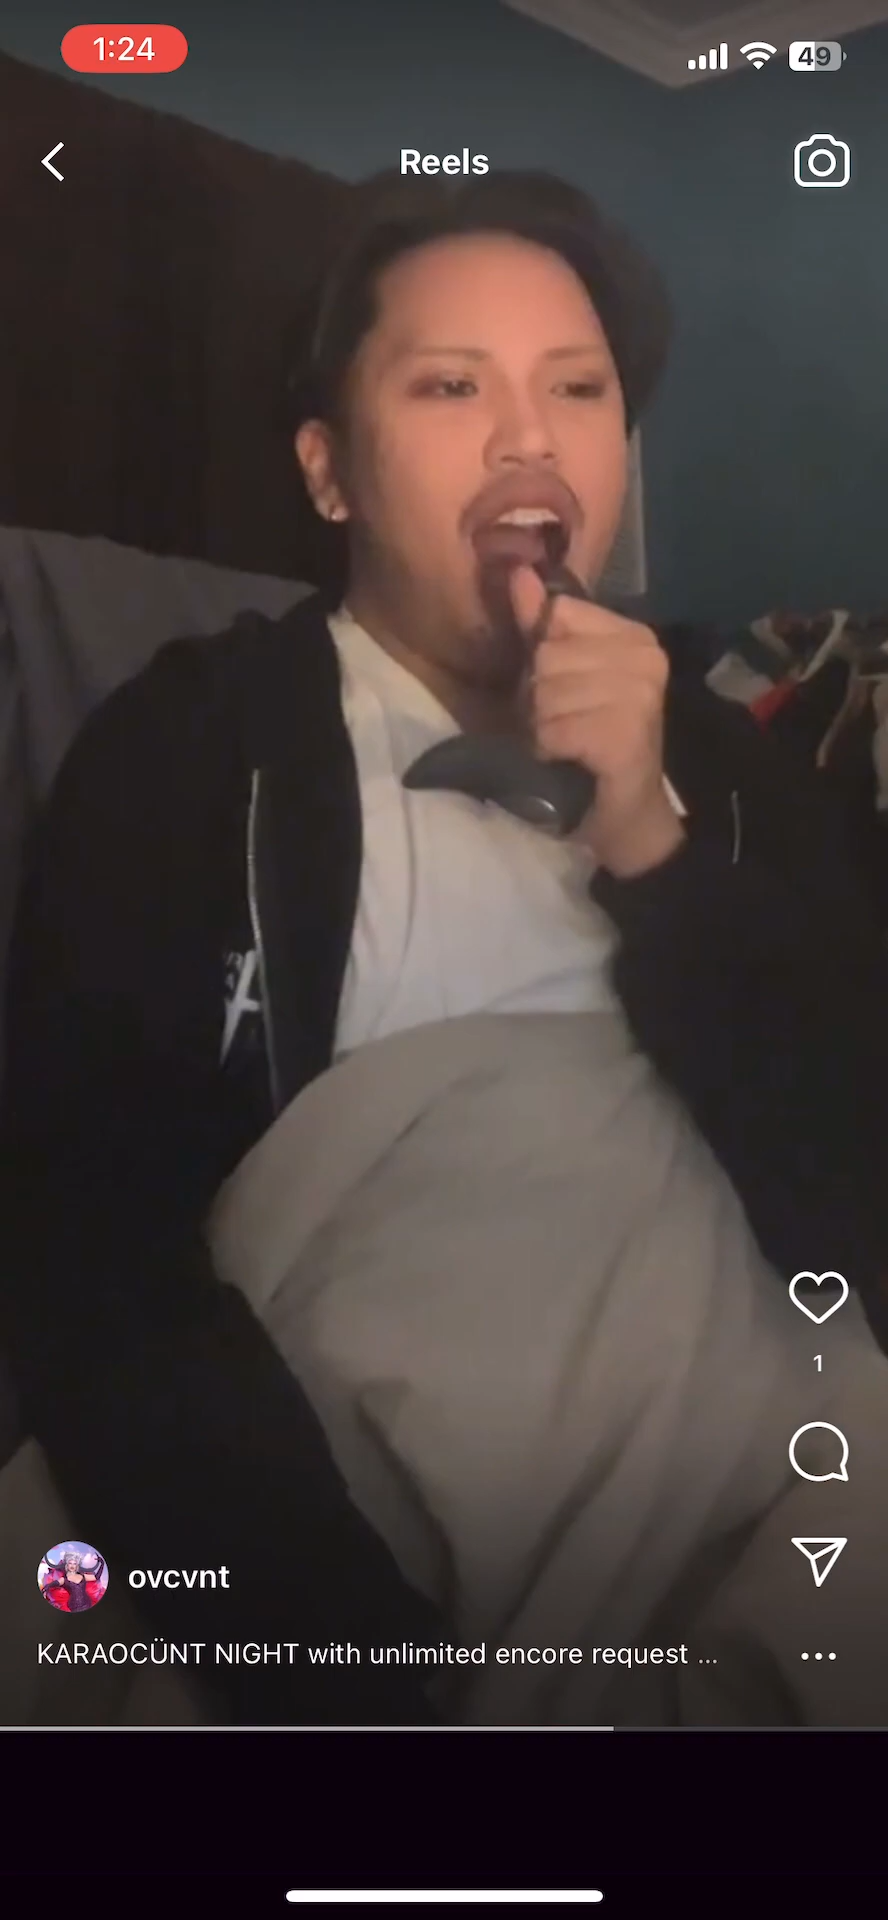 1:24
49
Reels
1
ovcvnt
KARAOCÜNT NIGHT with unlimited encore request ...